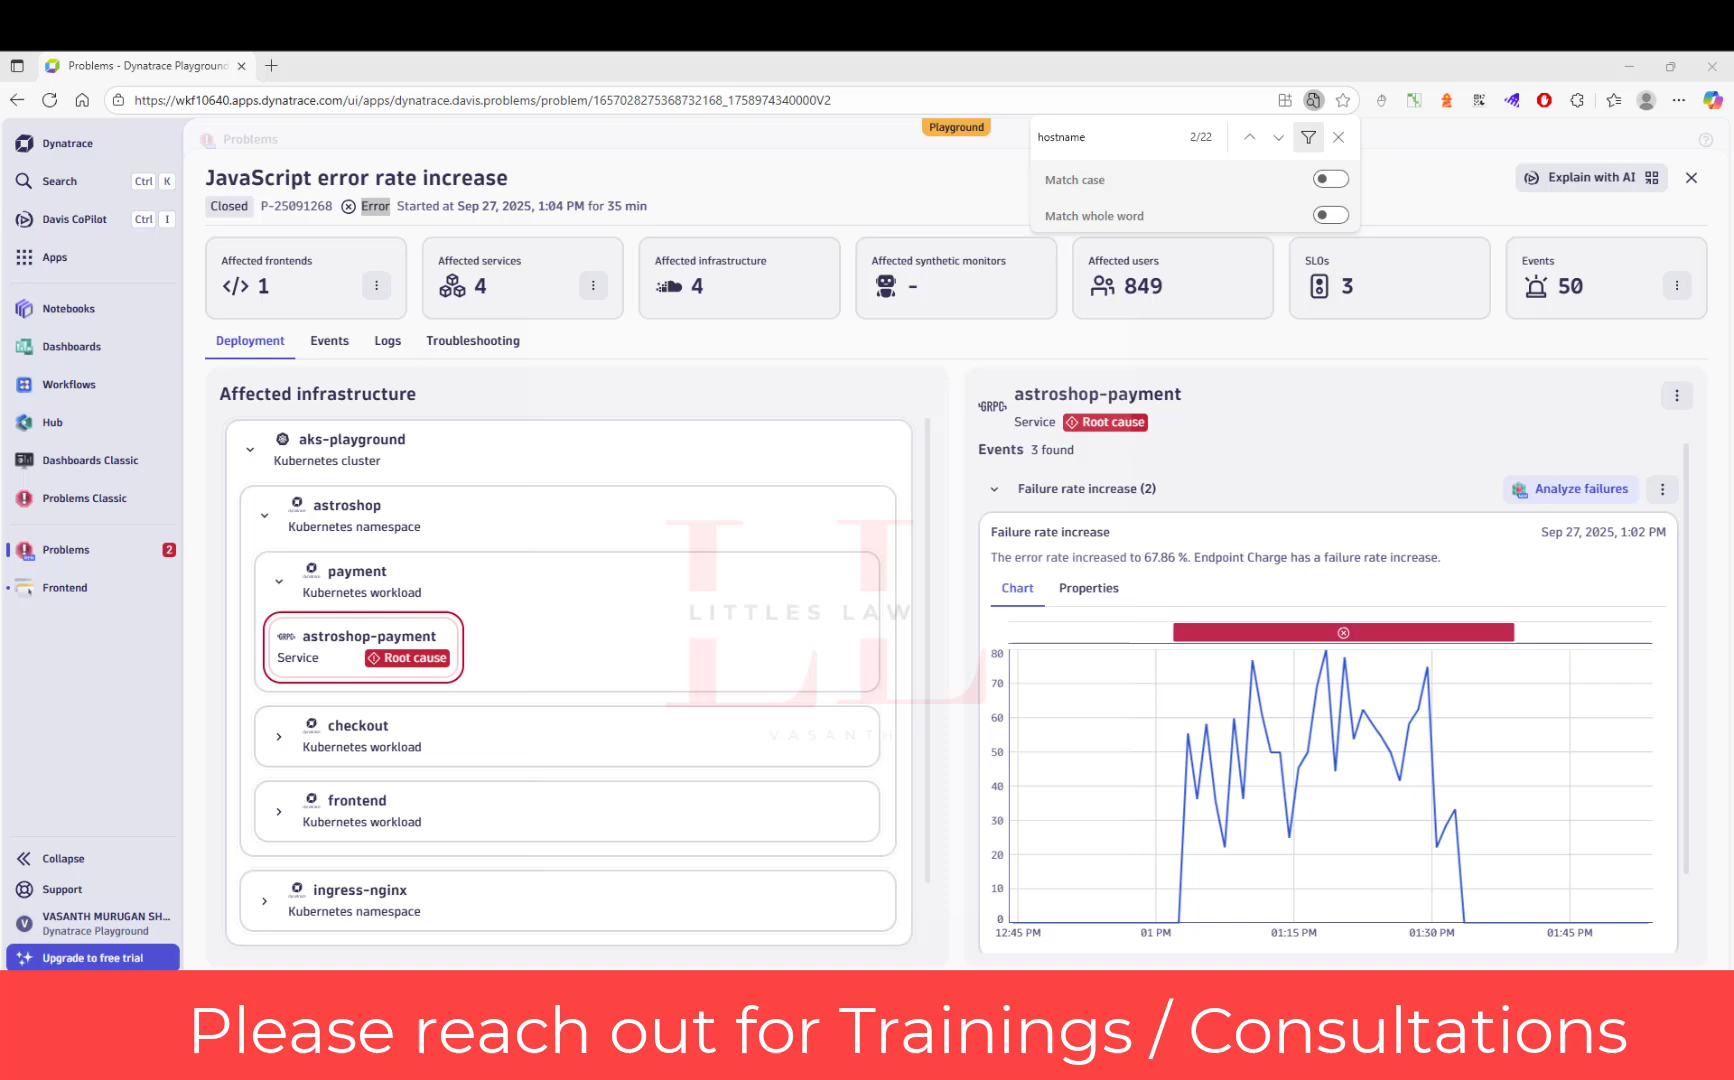 Problems - Dynatrace Playground
https://wkf10640.apps.dynatrace.com/ui/apps/dynatrace.davis.problems/problem/1657028275368732168_1758974340000V2
hostname 2/22
Match case
Match whole word
Dynatrace
Search Ctrl K
Davis CoPilot Ctrl I
Apps
Notebooks
Dashboards
Workflows
Hub
Dashboards Classic
Problems Classic
Problems 2
Frontend
Collapse
Support
V VASANTH MURUGAN SH...
Dynatrace Playground
Upgrade to free trial
Problems
Playground
JavaScript error rate increase
Explain with AI
Closed P-25091268 Error Started at Sep 27, 2025, 1:04 PM for 35 min
Affected frontends
1
Affected services
4
Affected infrastructure
4
Affected synthetic monitors
-
Affected users
849
SLOs
3
Events
50
Deployment Events Logs Troubleshooting
Affected infrastructure
aks-playground
Kubernetes cluster
astroshop
Kubernetes namespace
payment
Kubernetes workload
GRPC astroshop-payment
Service Root cause
checkout
Kubernetes workload
frontend
Kubernetes workload
ingress-nginx
Kubernetes namespace
LL
LITTLES LAW
VASANTH
GRPC astroshop-payment
Service Root cause
Events 3 found
Failure rate increase (2) Analyze failures
Failure rate increase Sep 27, 2025, 1:02 PM
The error rate increased to 67.86 %. Endpoint Charge has a failure rate increase.
Chart Properties
80
70
60
50
40
30
20
10
0
12:45 PM 01 PM 01:15 PM 01:30 PM 01:45 PM
Please reach out for Trainings / Consultations